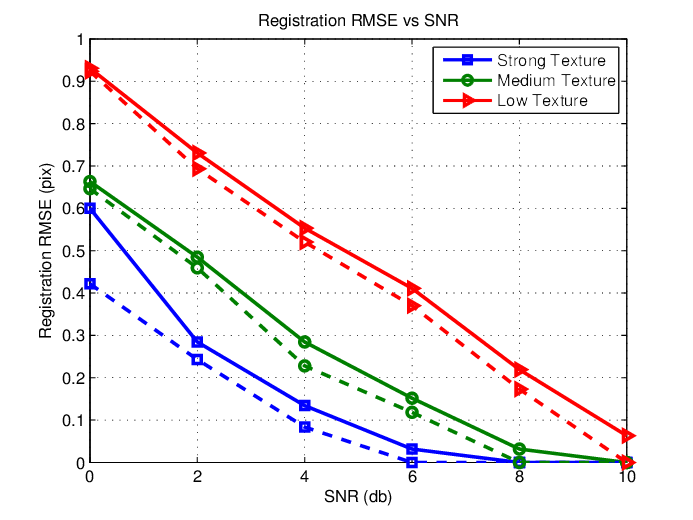 Registration RMSE vs SNR
Strong Texture
Medium Texture
Low Texture
Registration RMSE (pix)
1
0.9
0.8
0.7
0.6
0.5
0.4
0.3
0.2
0.1
0
0 2 4 6 8 10
SNR (db)